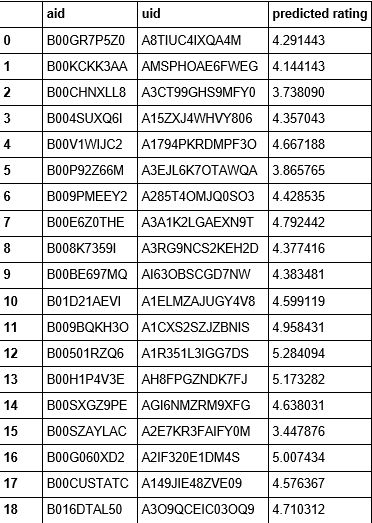 aid uid predicted rating
0 B00GR7P5Z0 A8TIUC4IXQA4M 4.291443
1 B00KCKK3AA AMSPHOAE6FWEG 4.144143
2 B00CHNXLL8 A3CT99GHS9MFY0 3.738090
3 B004SUXQ6I A15ZXJ4WHVY806 4.357043
4 B00V1WIJC2 A1794PKRDMPF3O 4.667188
5 B00P92Z66M A3EJL6K7OTAWQA 3.865765
6 B009PMEEY2 A285T4OMJQ0SO3 4.428535
7 B00E6Z0THE A3A1K2LGAEXN9T 4.792442
8 B008K7359I A3RG9NCS2KEH2D 4.377416
9 B00BE697MQ AI63OBSCGD7NW 4.383481
10 B01D21AEVI A1ELMZAJUGY4V8 4.599119
11 B009BQKH3O A1CXS2SZJZBNIS 4.958431
12 B00501RZQ6 A1R351L3IGG7DS 5.284094
13 B00H1P4V3E AH8FPGZNDK7FJ 5.173282
14 B00SXGZ9PE AGI6NMZRM9XFG 4.638031
15 B00SZAYLAC A2E7KR3FAIFY0M 3.447876
16 B00G060XD2 A2IF320E1DM4S 5.007434
17 B00CUSTATC A149JIE48ZVE09 4.576367
18 B016DTAL50 A3O9QCEIC03OQ9 4.710312